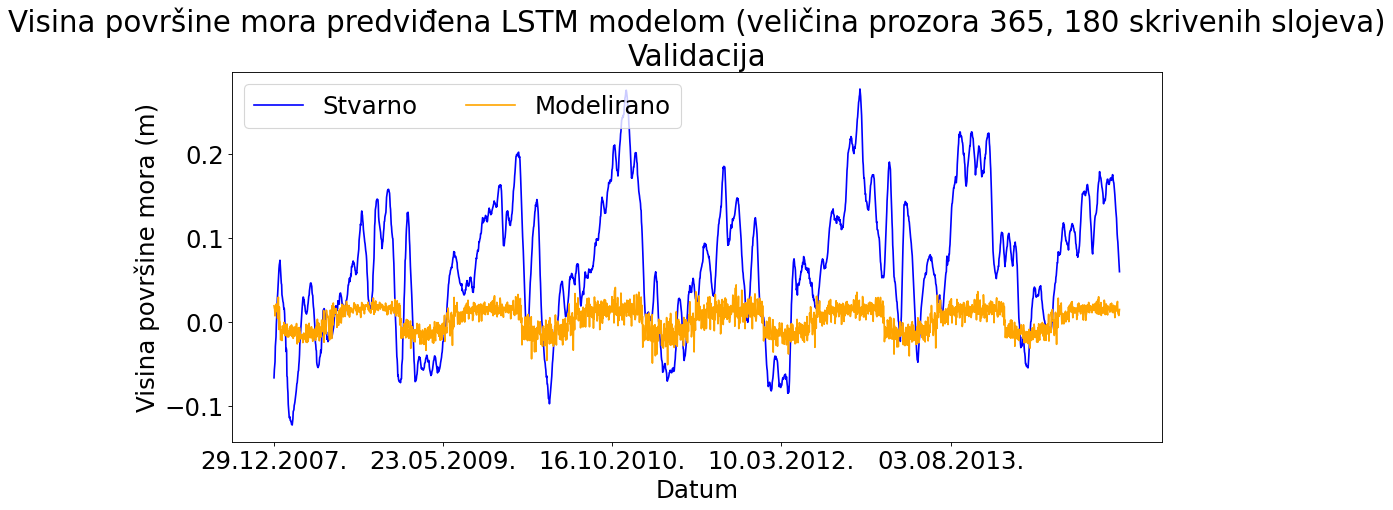 Visina površine mora predviđena LSTM modelom (veličina prozora 365, 180 skrivenih slojeva)
Validacija
Stvarno
Modelirano
Visina površine mora (m)
0.2
0.1
0.0
−0.1
29.12.2007.
23.05.2009.
16.10.2010.
10.03.2012.
03.08.2013.
Datum